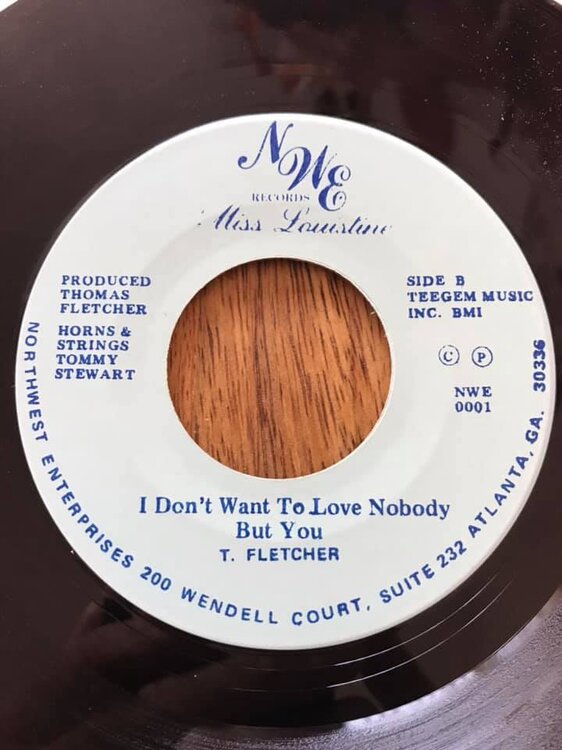 NWE
RECORDS
Miss Louistine
PRODUCED
THOMAS
FLETCHER
HORNS &
STRINGS
TOMMY
STEWART
SIDE B
TEEGEM MUSIC
INC. BMI
© ℗
NWE
0001
I Don't Want To Love Nobody
But You
T. FLETCHER
NORTHWEST ENTERPRISES 200 WENDELL COURT, SUITE 232 ATLANTA, GA. 30336